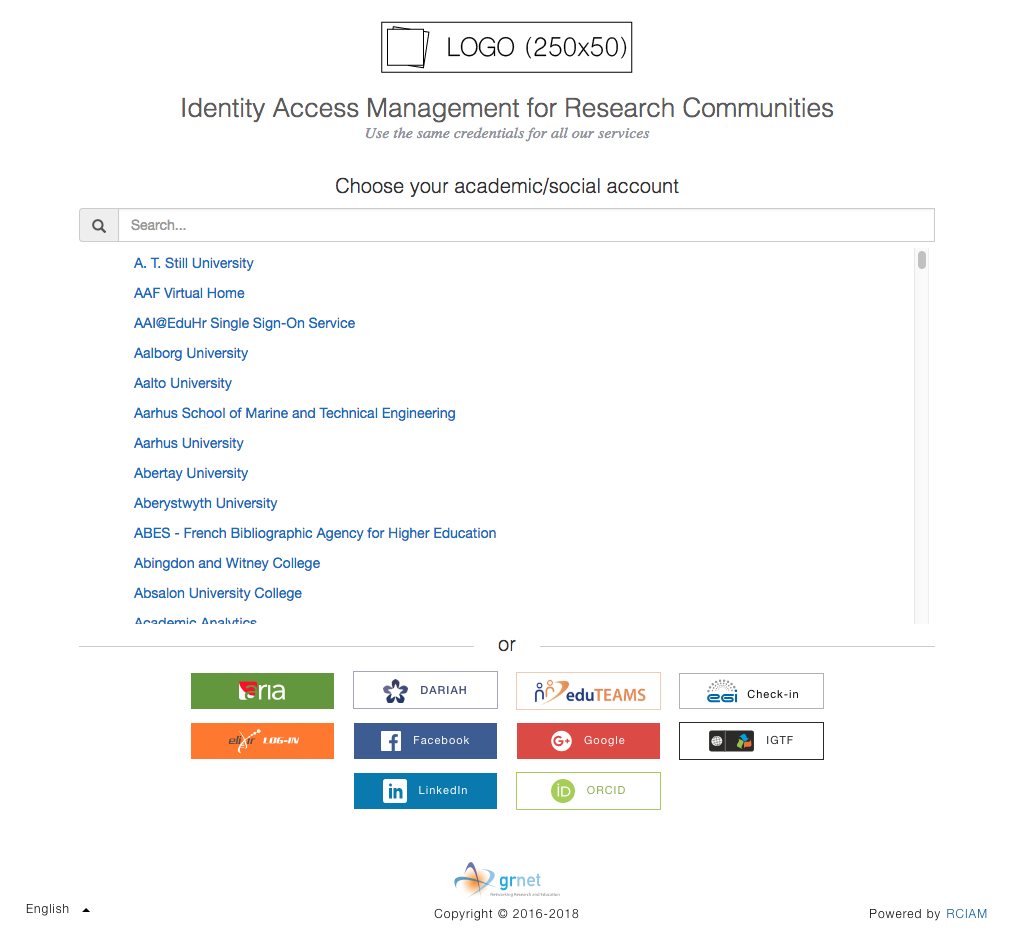 LOGO (250x50)
Identity Access Management for Research Communities
Use the same credentials for all our services
Choose your academic/social account
Search...
A. T. Still University
AAF Virtual Home
AAI@EduHr Single Sign-On Service
Aalborg University
Aalto University
Aarhus School of Marine and Technical Engineering
Aarhus University
Abertay University
Aberystwyth University
ABES - French Bibliographic Agency for Higher Education
Abingdon and Witney College
Absalon University College
Academic Analytics
or
aria
DARIAH
eduTEAMS
egi Check-in
elixir LOG-IN
f Facebook
G+ Google
IGTF
in LinkedIn
iD ORCID
grnet
Networking Research and Education
English
Copyright © 2016-2018
Powered by RCIAM